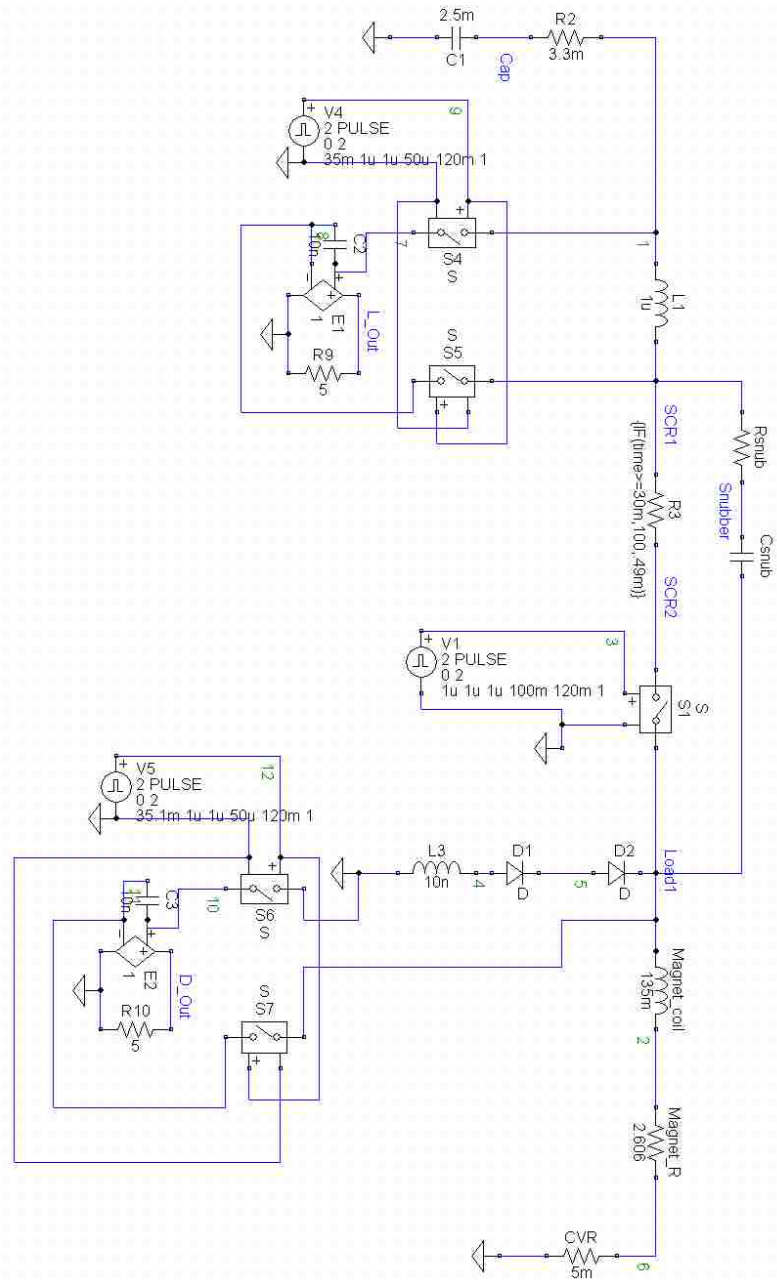 2.5m
C1
Cap
R2
3.3m
V4
2 PULSE
0 2
35m 1u 1u 50u 120m 1
9
C2
10n
8
7
S4
S
1
L1
1u
E1
1
L_Out
R9
5
S
S5
SCR1
R3
{IF(time>=30m,100,.49m)}
SCR2
Rsnub
Snubber
Csnub
V1
2 PULSE
0 2
1u 1u 1u 100m 120m 1
3
S
S1
V5
2 PULSE
0 2
35.1m 1u 1u 50u 120m 1
12
L3
10n
4
D1
D
5
D2
D
Load1
C3
10n
10
S6
S
E2
1
D_Out
R10
5
S
S7
Magnet_coil
135m
2
Magnet_R
2.606
CVR
5m
6